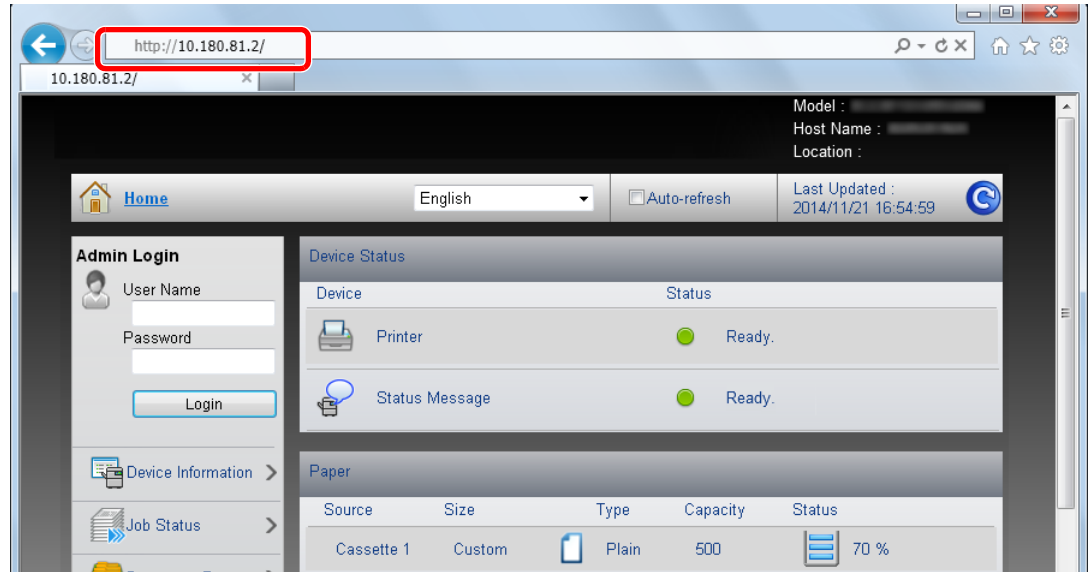 http://10.180.81.2/
10.180.81.2/
Model :
Host Name :
Location :
Home
English
Auto-refresh
Last Updated :
2014/11/21 16:54:59
Admin Login
User Name
Password
Login
Device Information
Job Status
Device Status
Device Status
Printer Ready.
Status Message Ready.
Paper
Source Size Type Capacity Status
Cassette 1 Custom Plain 500 70 %